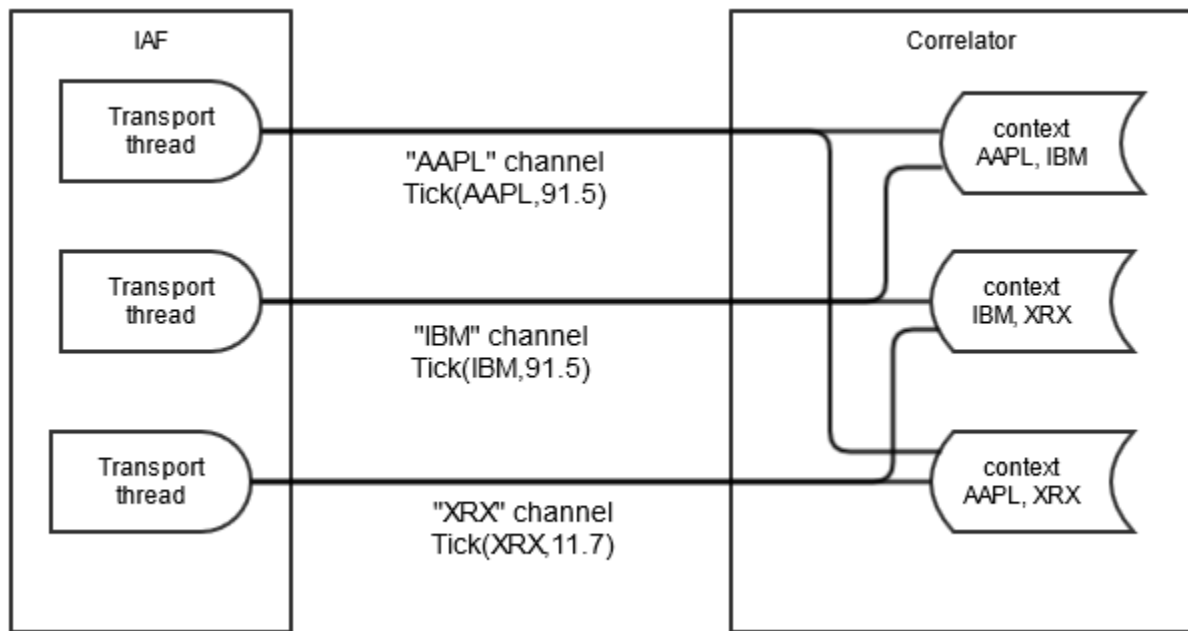 IAF
Correlator
Transport
thread
"AAPL" channel
Tick(AAPL,91.5)
context
AAPL, IBM
Transport
thread
"IBM" channel
Tick(IBM,91.5)
context
IBM, XRX
Transport
thread
"XRX" channel
Tick(XRX,11.7)
context
AAPL, XRX